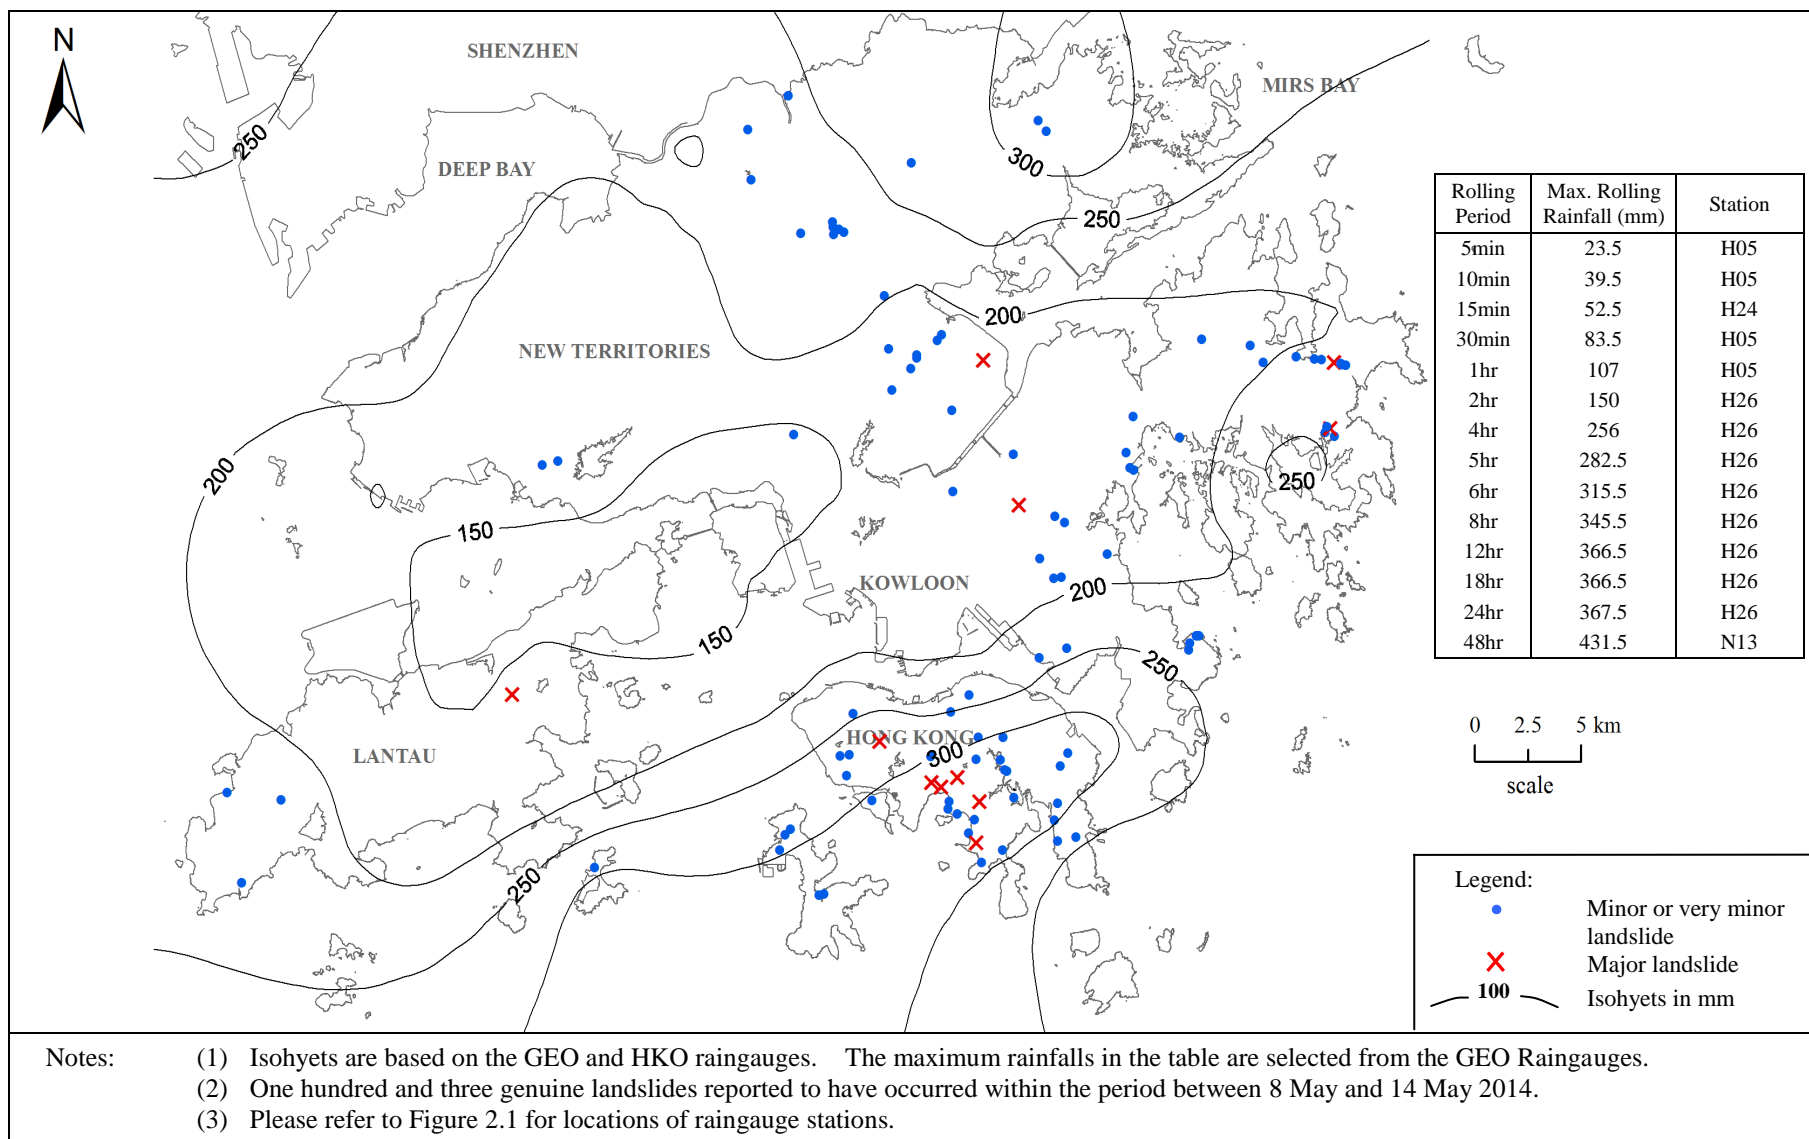 N
SHENZHEN
MIRS BAY
250
DEEP BAY
300
250
200
NEW TERRITORIES
200
250
150
KOWLOON
200
150
250
HONG KONG
300
LANTAU
250
Rolling Period Max. Rolling Rainfall (mm) Station
5min 23.5 H05
10min 39.5 H05
15min 52.5 H24
30min 83.5 H05
1hr 107 H05
2hr 150 H26
4hr 256 H26
5hr 282.5 H26
6hr 315.5 H26
8hr 345.5 H26
12hr 366.5 H26
18hr 366.5 H26
24hr 367.5 H26
48hr 431.5 N13
0 2.5 5 km
scale
Legend:
Minor or very minor
landslide
Major landslide
100 Isohyets in mm
Notes: (1) Isohyets are based on the GEO and HKO raingauges. The maximum rainfalls in the table are selected from the GEO Raingauges.
(2) One hundred and three genuine landslides reported to have occurred within the period between 8 May and 14 May 2014.
(3) Please refer to Figure 2.1 for locations of raingauge stations.